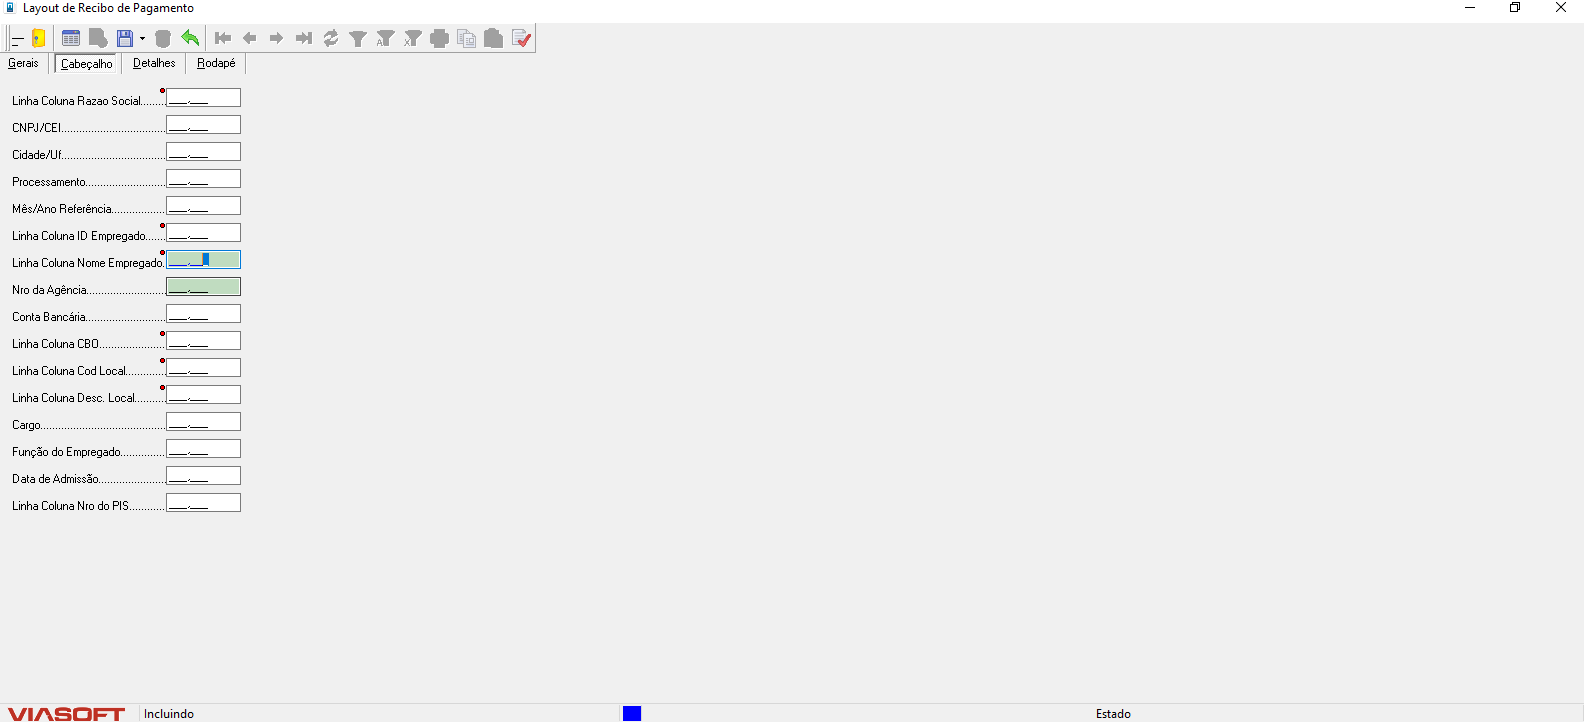 Layout de Recibo de Pagamento
Gerais Cabeçalho Detalhes Rodapé
Linha Coluna Razao Social........ ___,___
CNPJ/CEI................................... ___,___
Cidade/Uf................................... ___,___
Processamento........................... ___,___
Mês/Ano Referência.................. ___,___
Linha Coluna ID Empregado....... ___,___
Linha Coluna Nome Empregado. ___,___
Nro da Agência.......................... ___,___
Conta Bancária........................... ___,___
Linha Coluna CBO...................... ___,___
Linha Coluna Cod Local............. ___,___
Linha Coluna Desc. Local.......... ___,___
Cargo.......................................... ___,___
Função do Empregado............... ___,___
Data de Admissão...................... ___,___
Linha Coluna Nro do PIS............ ___,___
VIASOFT Incluindo Estado